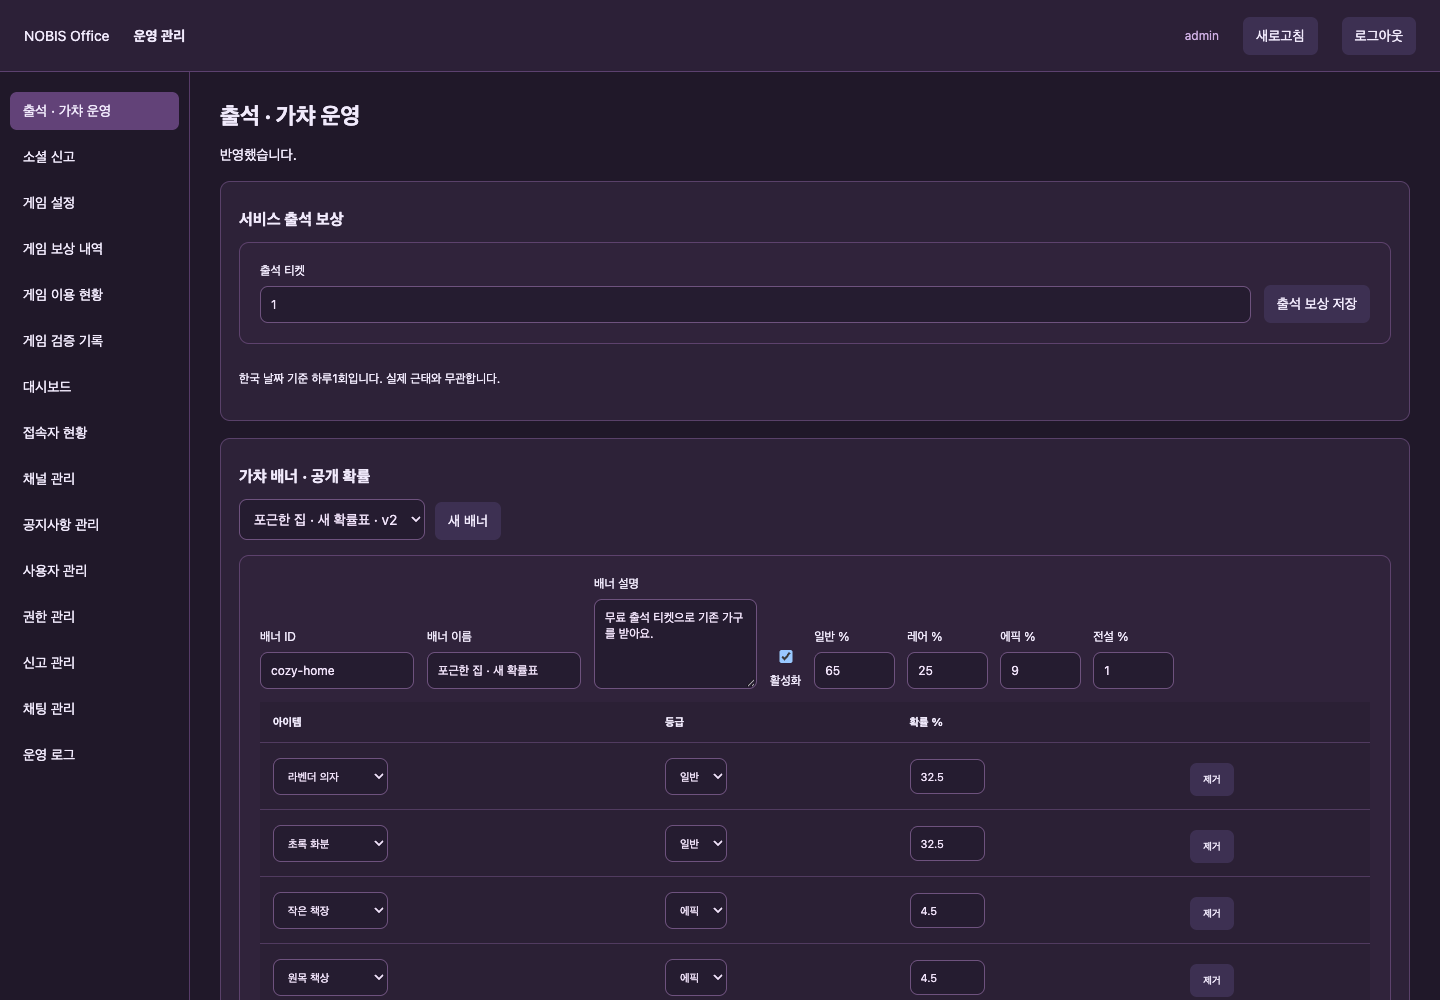 NOBIS Office 운영 관리 admin 새로고침 로그아웃
출석 · 가챠 운영
소셜 신고
게임 설정
게임 보상 내역
게임 이용 현황
게임 검증 기록
대시보드
접속자 현황
채널 관리
공지사항 관리
사용자 관리
권한 관리
신고 관리
채팅 관리
운영 로그
출석 · 가챠 운영
반영했습니다.
서비스 출석 보상
출석 티켓
1 출석 보상 저장
한국 날짜 기준 하루1회입니다. 실제 근태와 무관합니다.
가챠 배너 · 공개 확률
포근한 집 · 새 확률표 · v2 새 배너
배너 ID
cozy-home
배너 이름
포근한 집 · 새 확률표
배너 설명
무료 출석 티켓으로 기존 가구
를 받아요.
활성화
일반 %
65
레어 %
25
에픽 %
9
전설 %
1
아이템 등급 확률 %
라벤더 의자 일반 32.5 제거
초록 화분 일반 32.5 제거
작은 책장 에픽 4.5 제거
원목 책상 에픽 4.5 제거